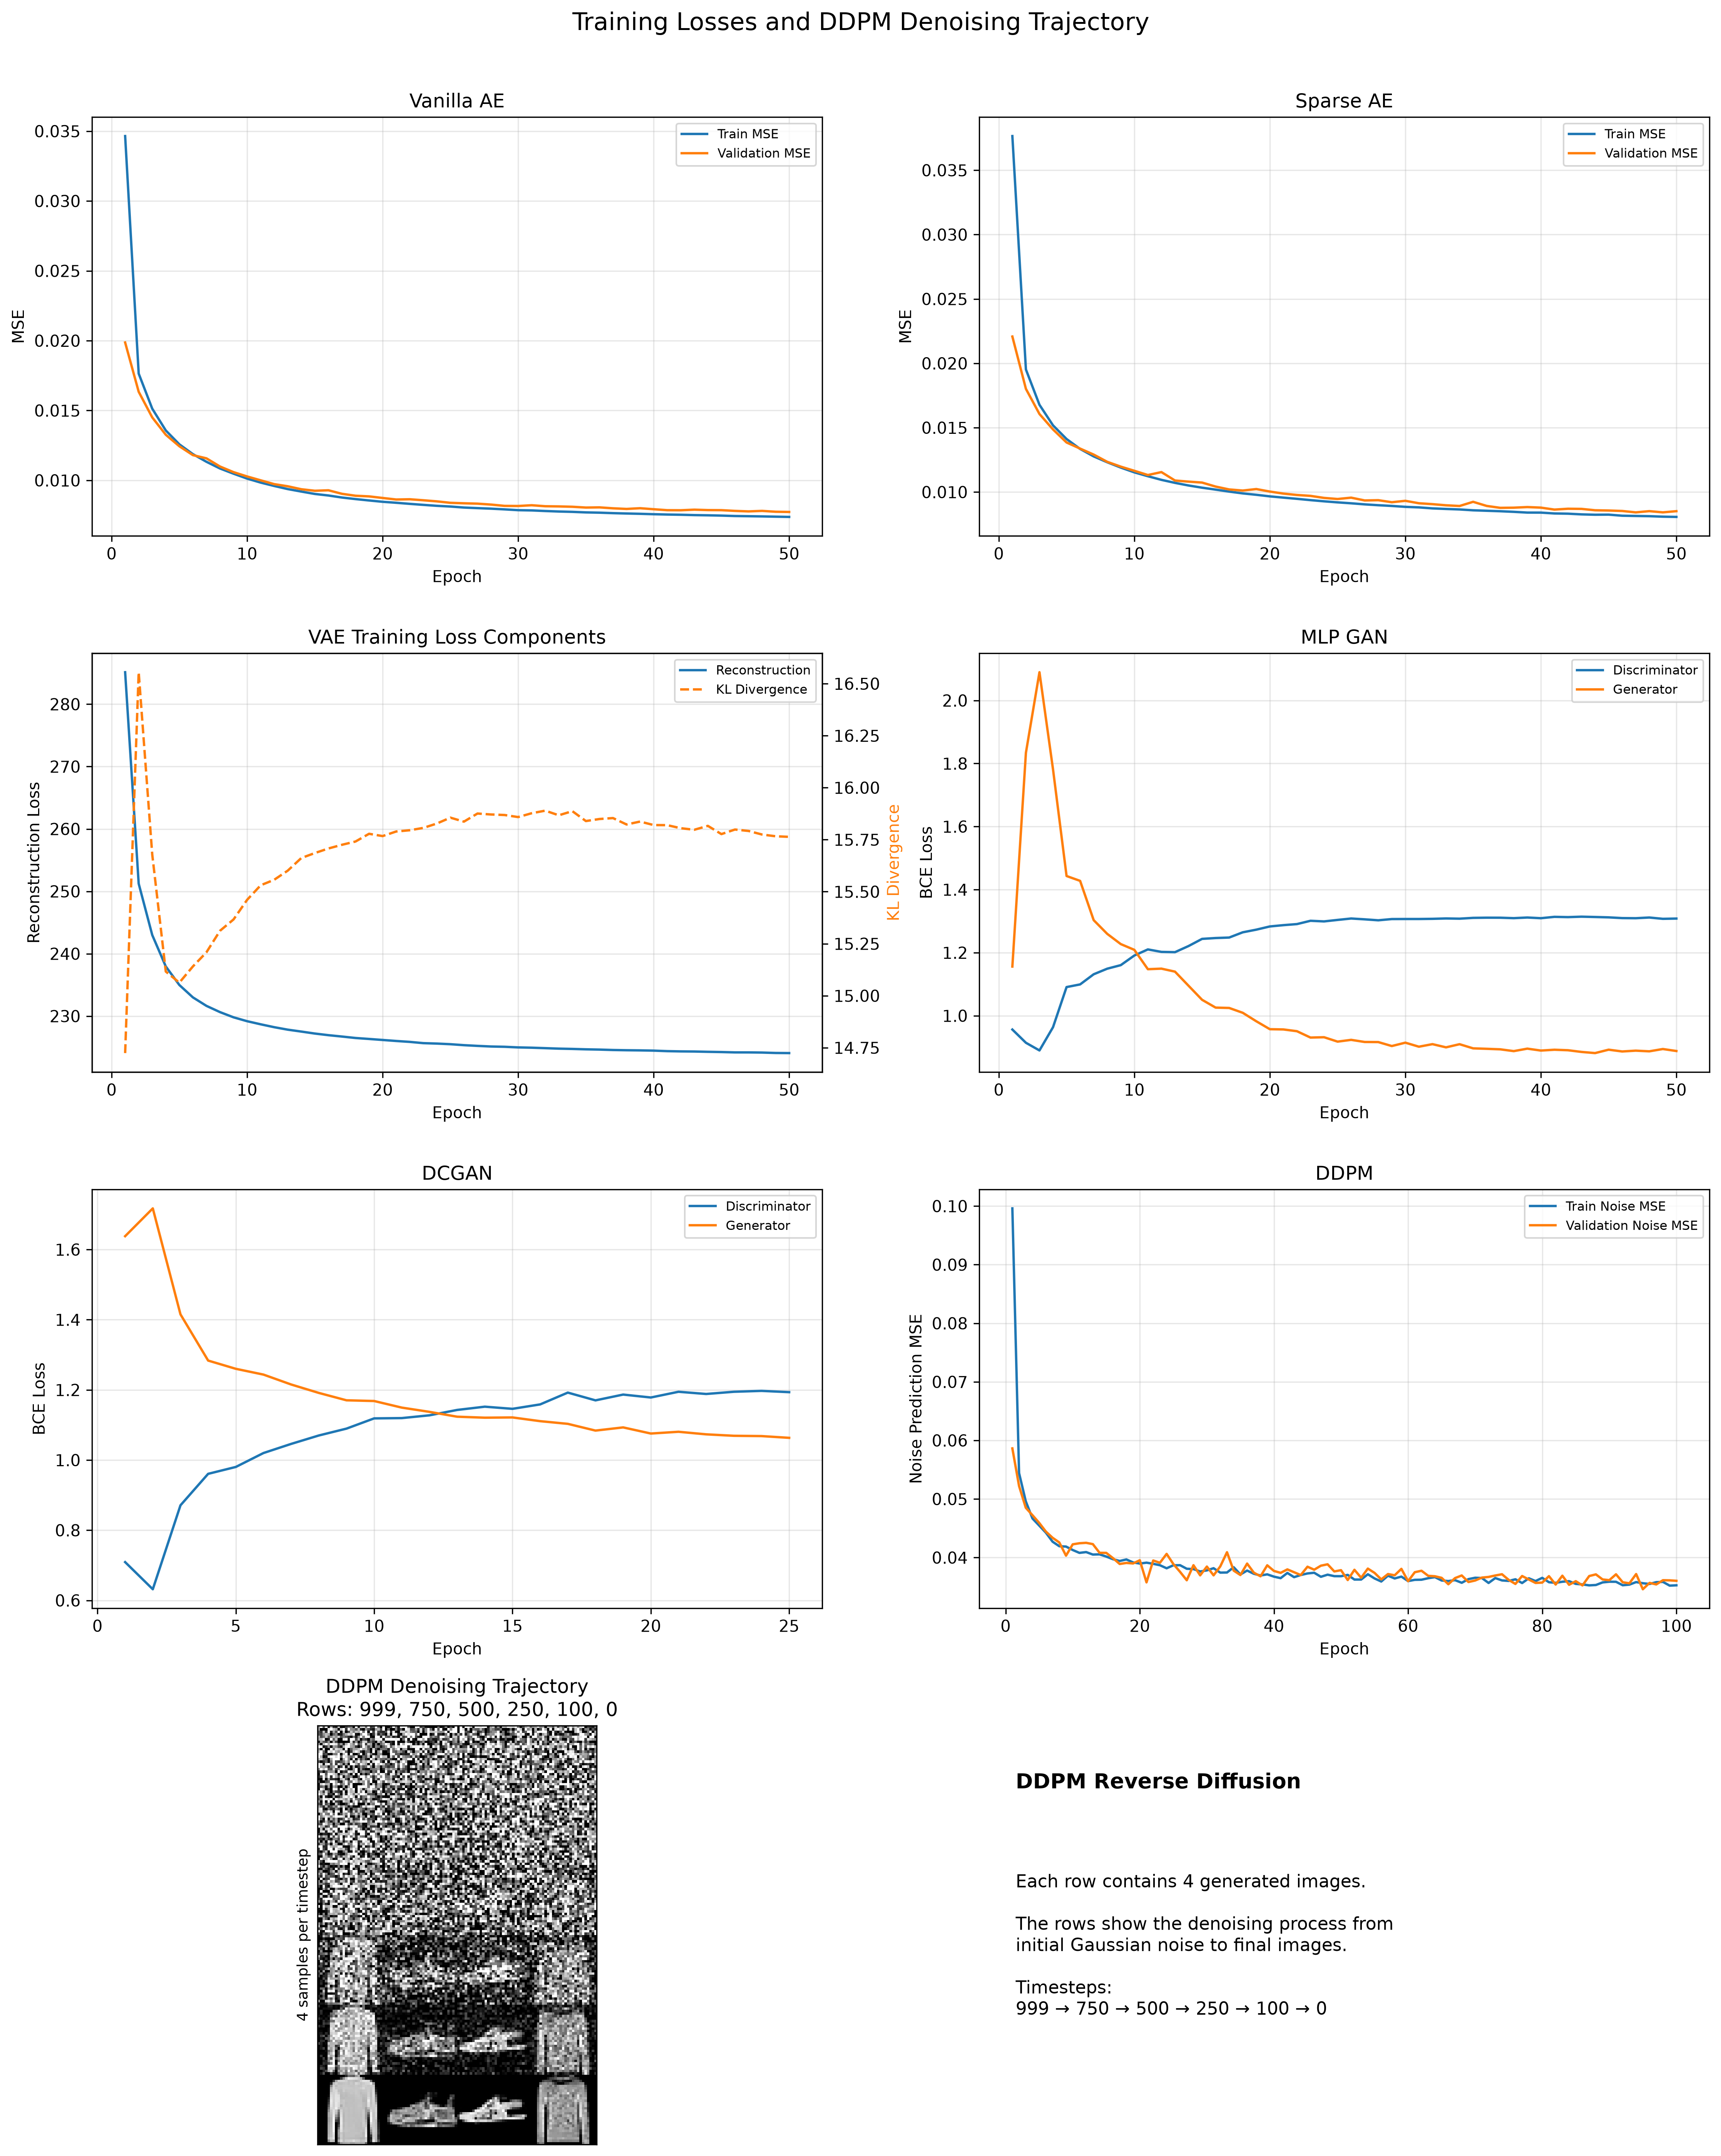 Training Losses and DDPM Denoising Trajectory
Vanilla AE
MSE
0.035
0.030
0.025
0.020
0.015
0.010
Train MSE
Validation MSE
0 10 20 30 40 50
Epoch
Sparse AE
MSE
0.035
0.030
0.025
0.020
0.015
0.010
Train MSE
Validation MSE
0 10 20 30 40 50
Epoch
VAE Training Loss Components
Reconstruction Loss
280
270
260
250
240
230
Reconstruction
KL Divergence
16.50
16.25
16.00
15.75
15.50
15.25
15.00
14.75
KL Divergence
0 10 20 30 40 50
Epoch
MLP GAN
BCE Loss
2.0
1.8
1.6
1.4
1.2
1.0
Discriminator
Generator
0 10 20 30 40 50
Epoch
DCGAN
BCE Loss
1.6
1.4
1.2
1.0
0.8
0.6
Discriminator
Generator
0 5 10 15 20 25
Epoch
DDPM
Noise Prediction MSE
0.10
0.09
0.08
0.07
0.06
0.05
0.04
Train Noise MSE
Validation Noise MSE
0 20 40 60 80 100
Epoch
DDPM Denoising Trajectory
Rows: 999, 750, 500, 250, 100, 0
4 samples per timestep
DDPM Reverse Diffusion
Each row contains 4 generated images.
The rows show the denoising process from
initial Gaussian noise to final images.
Timesteps:
999 → 750 → 500 → 250 → 100 → 0